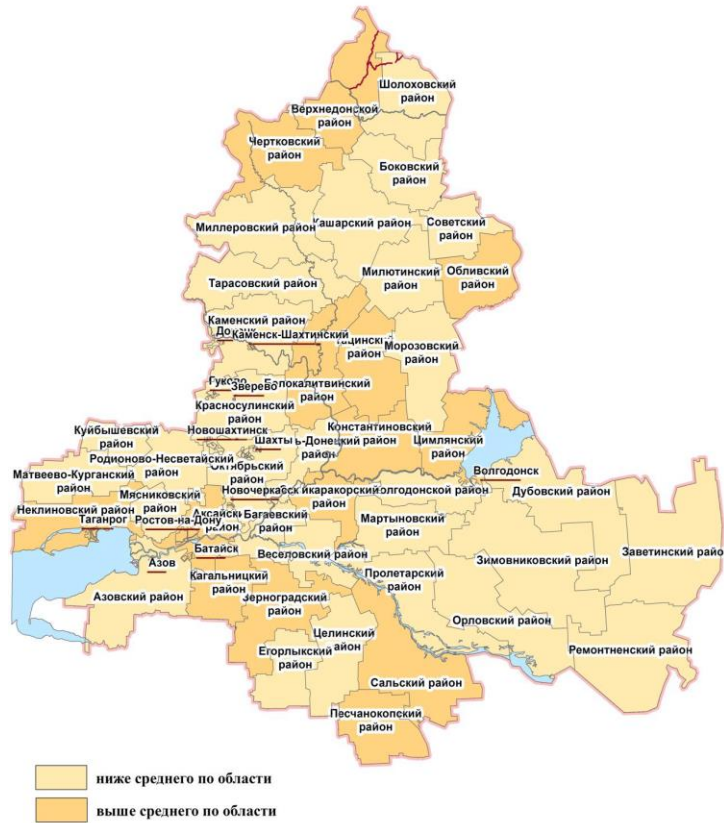 Шолоховский
район
Верхнедонской
район
Чертковский
район
Боковский
район
Миллеровский район
Кашарский район
Советский
район
Милютинский
район
Обливский
район
Тарасовский район
Каменский район
Каменск-Шахтинский
район
Морозовский
район
Гуково
Зверево
район
Красносулинский
район
Константиновский
район
Цимлянский
район
Куйбышевский
район
Новошахтинск
Шахты
ь-Донецкий
район
Родионово-Несветайский
район
Октябрьский
район
Волгодонск
Матвеево-Курганский
район
Мясниковский
район
Новочеркасск
район
Дубовский район
Неклиновский район
Таганрог
Ростов-на-Дону
Аксайский
район
Багаевский
район
Мартыновский
район
Заветинский райо
Батайск
Веселовский район
Зимовниковский район
Азов
Кагальницкий
район
Пролетарский
район
Азовский район
Зерноградский
район
Целинский
район
Орловский район
Егорлыкский
район
Ремонтненский район
Сальский район
Песчанокопский
район
ниже среднего по области
выше среднего по области